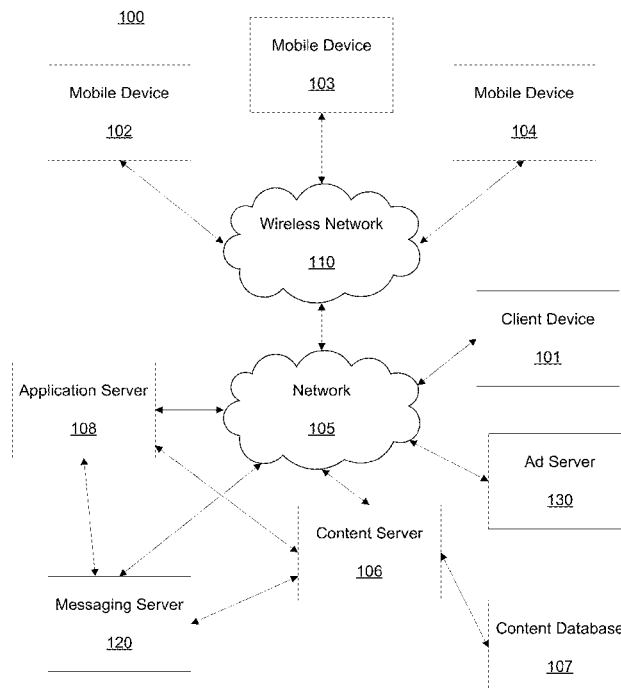 100
Mobile Device
103
Mobile Device
102
Mobile Device
104
Wireless Network
110
Client Device
101
Application Server
108
Network
105
Ad Server
130
Content Server
106
Messaging Server
120
Content Database
107